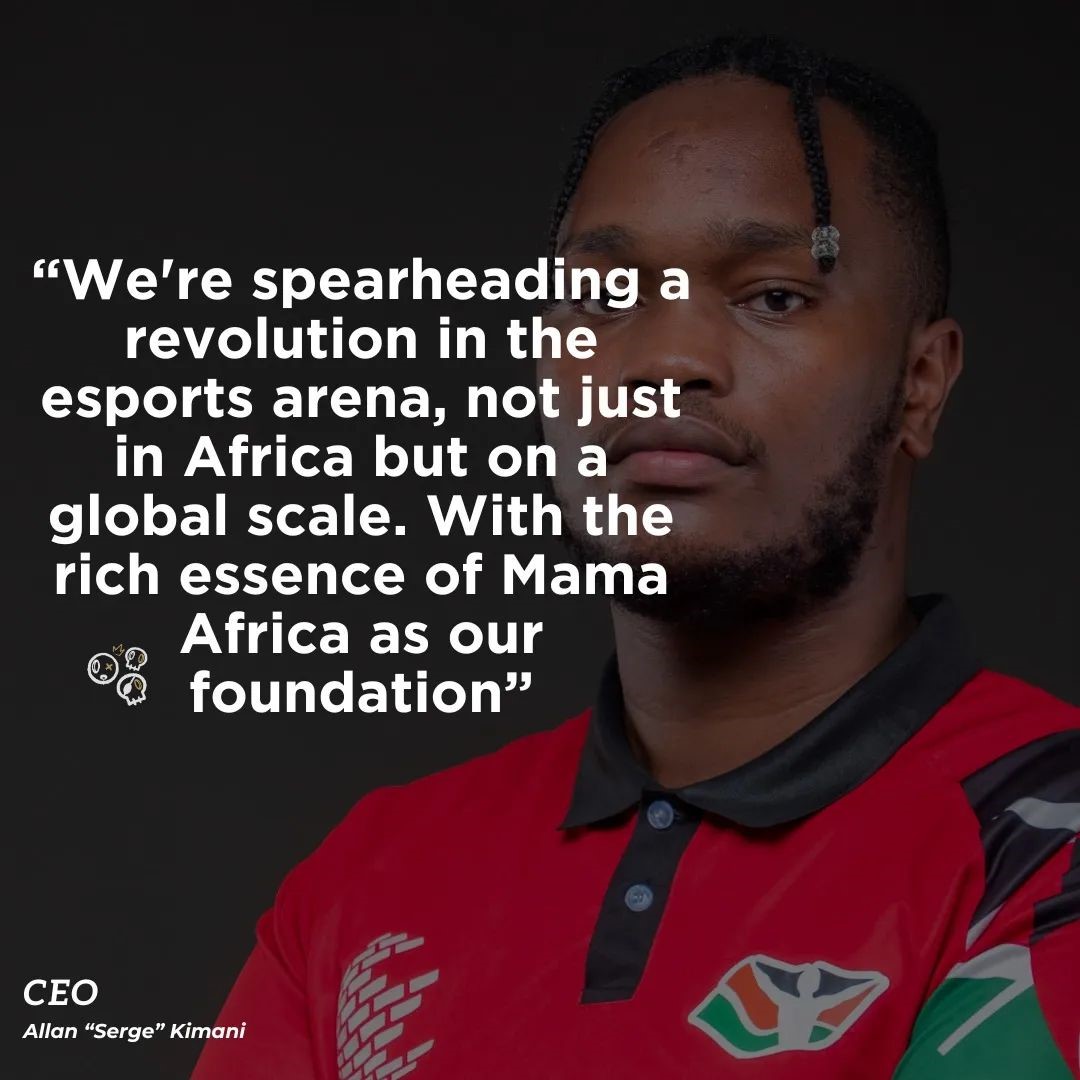 “We're spearheading a
revolution in the
esports arena, not just
in Africa but on a
global scale. With the
rich essence of Mama
Africa as our
foundation”
CEO
Allan “Serge” Kimani